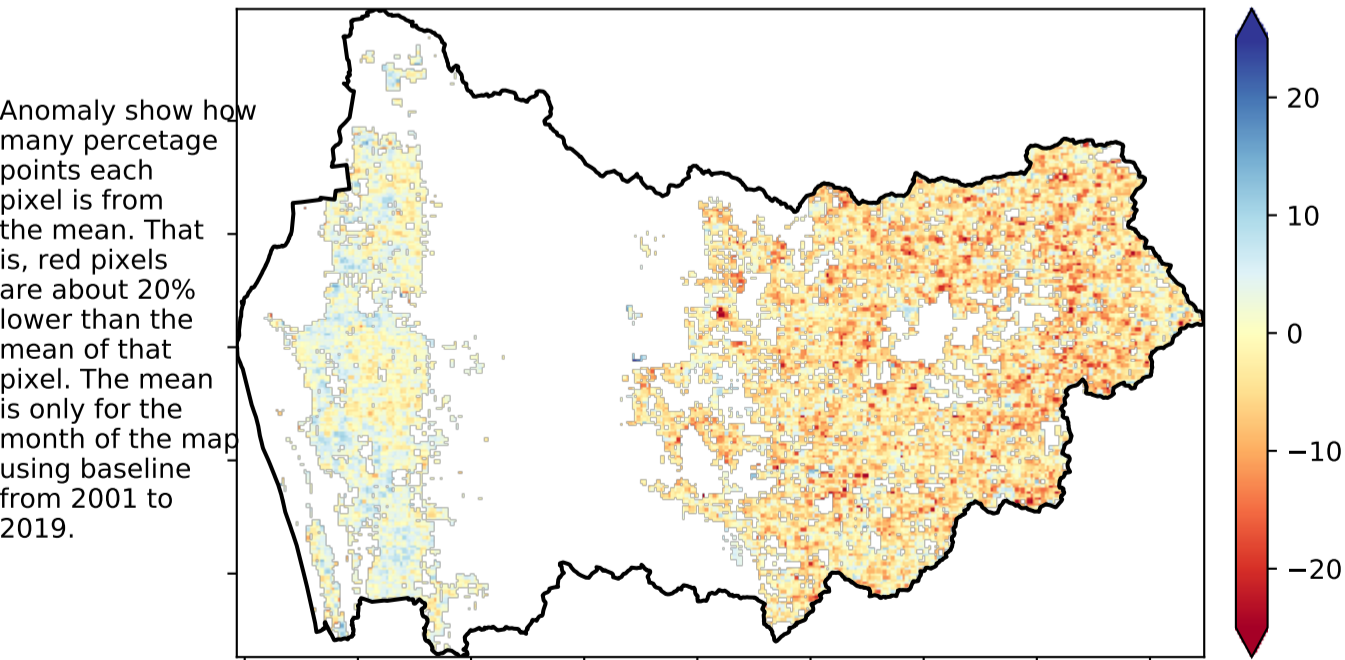 Anomaly show how
many percetage
points each
pixel is from
the mean. That
is, red pixels
are about 20%
lower than the
mean of that
pixel. The mean
is only for the
month of the map
using baseline
from 2001 to
2019.
20
10
0
−10
−20